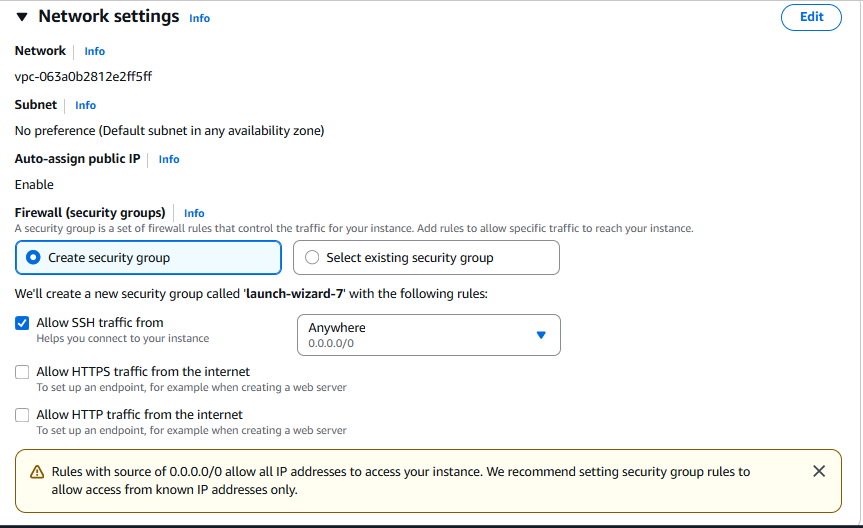 Network settings Info Edit
Network Info
vpc-063a0b2812e2ff5ff
Subnet Info
No preference (Default subnet in any availability zone)
Auto-assign public IP Info
Enable
Firewall (security groups) Info
A security group is a set of firewall rules that control the traffic for your instance. Add rules to allow specific traffic to reach your instance.
Create security group Select existing security group
We'll create a new security group called 'launch-wizard-7' with the following rules:
Allow SSH traffic from
Helps you connect to your instance
Anywhere
0.0.0.0/0
Allow HTTPS traffic from the internet
To set up an endpoint, for example when creating a web server
Allow HTTP traffic from the internet
To set up an endpoint, for example when creating a web server
Rules with source of 0.0.0.0/0 allow all IP addresses to access your instance. We recommend setting security group rules to
allow access from known IP addresses only.